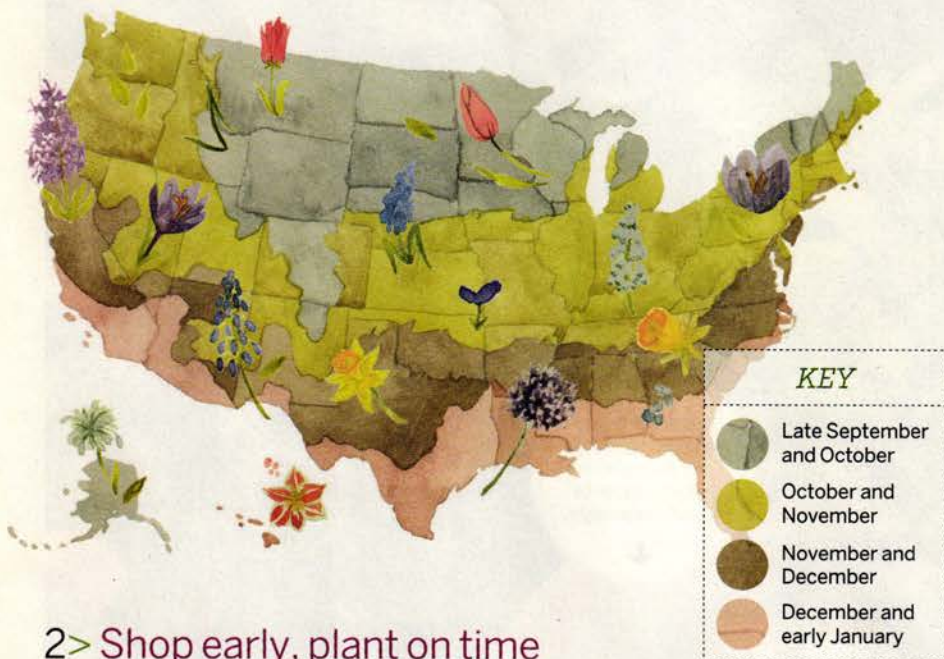 KEY
Late September
and October
October and
November
November and
December
December and
early January
2> Shop early, plant on time